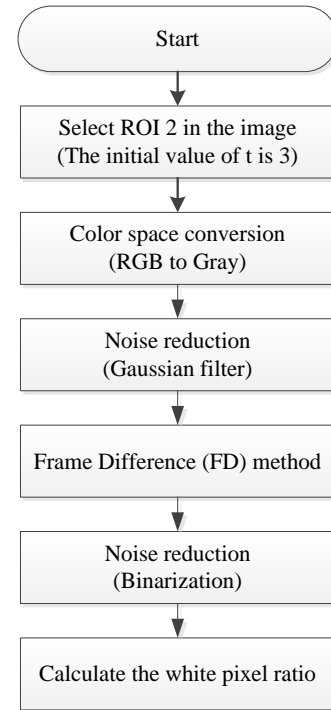 Start
Select ROI 2 in the image
(The initial value of t is 3)
Color space conversion
(RGB to Gray)
Noise reduction
(Gaussian filter)
Frame Difference (FD) method
Noise reduction
(Binarization)
Calculate the white pixel ratio